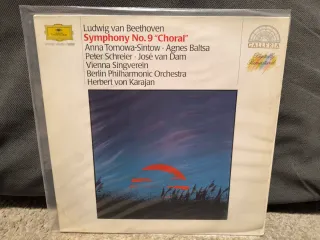 Ludwig van Beethoven
Symphony No. 9 "Choral"
Anna Tomowa-Sintow · Agnes Baltsa
Peter Schreier · José van Dam
Vienna Singverein
Berlin Philharmonic Orchestra
Herbert von Karajan
GALLERIA